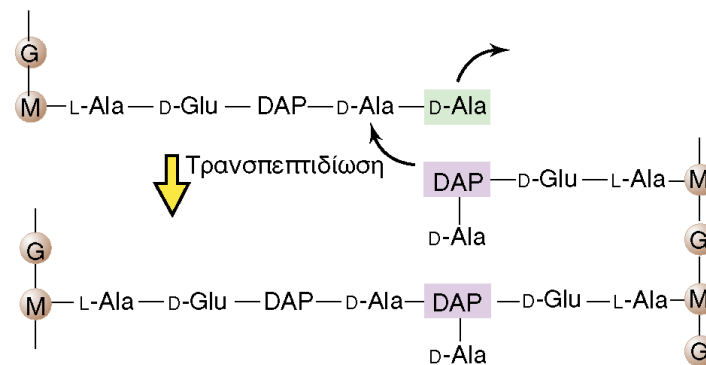 G
M L-Ala D-Glu DAP D-Ala D-Ala
Τρανσπεπτιδίωση
DAP D-Glu L-Ala M
D-Ala
G
G
M L-Ala D-Glu DAP D-Ala DAP D-Glu L-Ala M
D-Ala
G